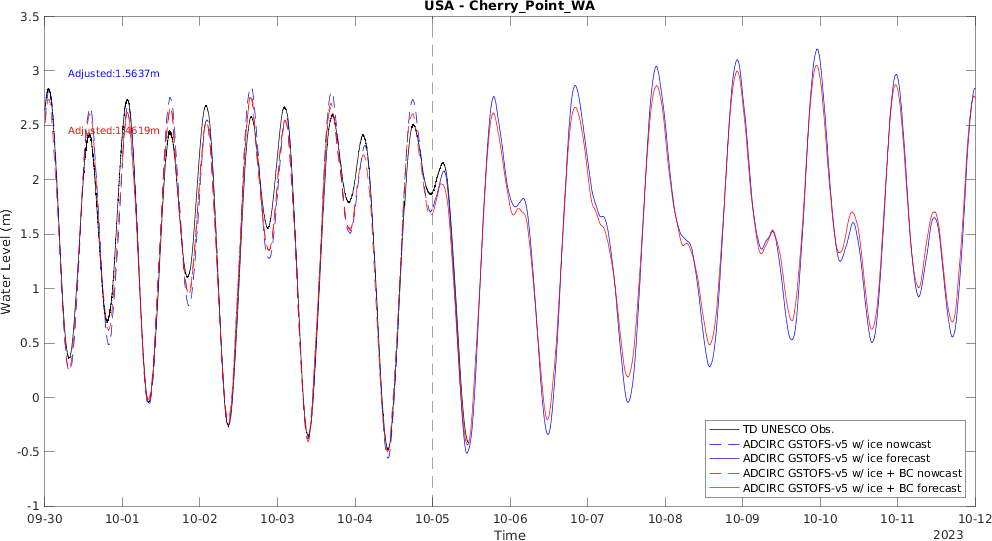 USA - Cherry_Point_WA
3.5
3
2.5
2
1.5
1
0.5
0
-0.5
-1
Water Level (m)
Adjusted:1.5637m
Adjusted:1.4619m
TD UNESCO Obs.
ADCIRC GSTOFS-v5 w/ ice nowcast
ADCIRC GSTOFS-v5 w/ ice forecast
ADCIRC GSTOFS-v5 w/ ice + BC nowcast
ADCIRC GSTOFS-v5 w/ ice + BC forecast
09-30 10-01 10-02 10-03 10-04 10-05 10-06 10-07 10-08 10-09 10-10 10-11 10-12
Time
2023